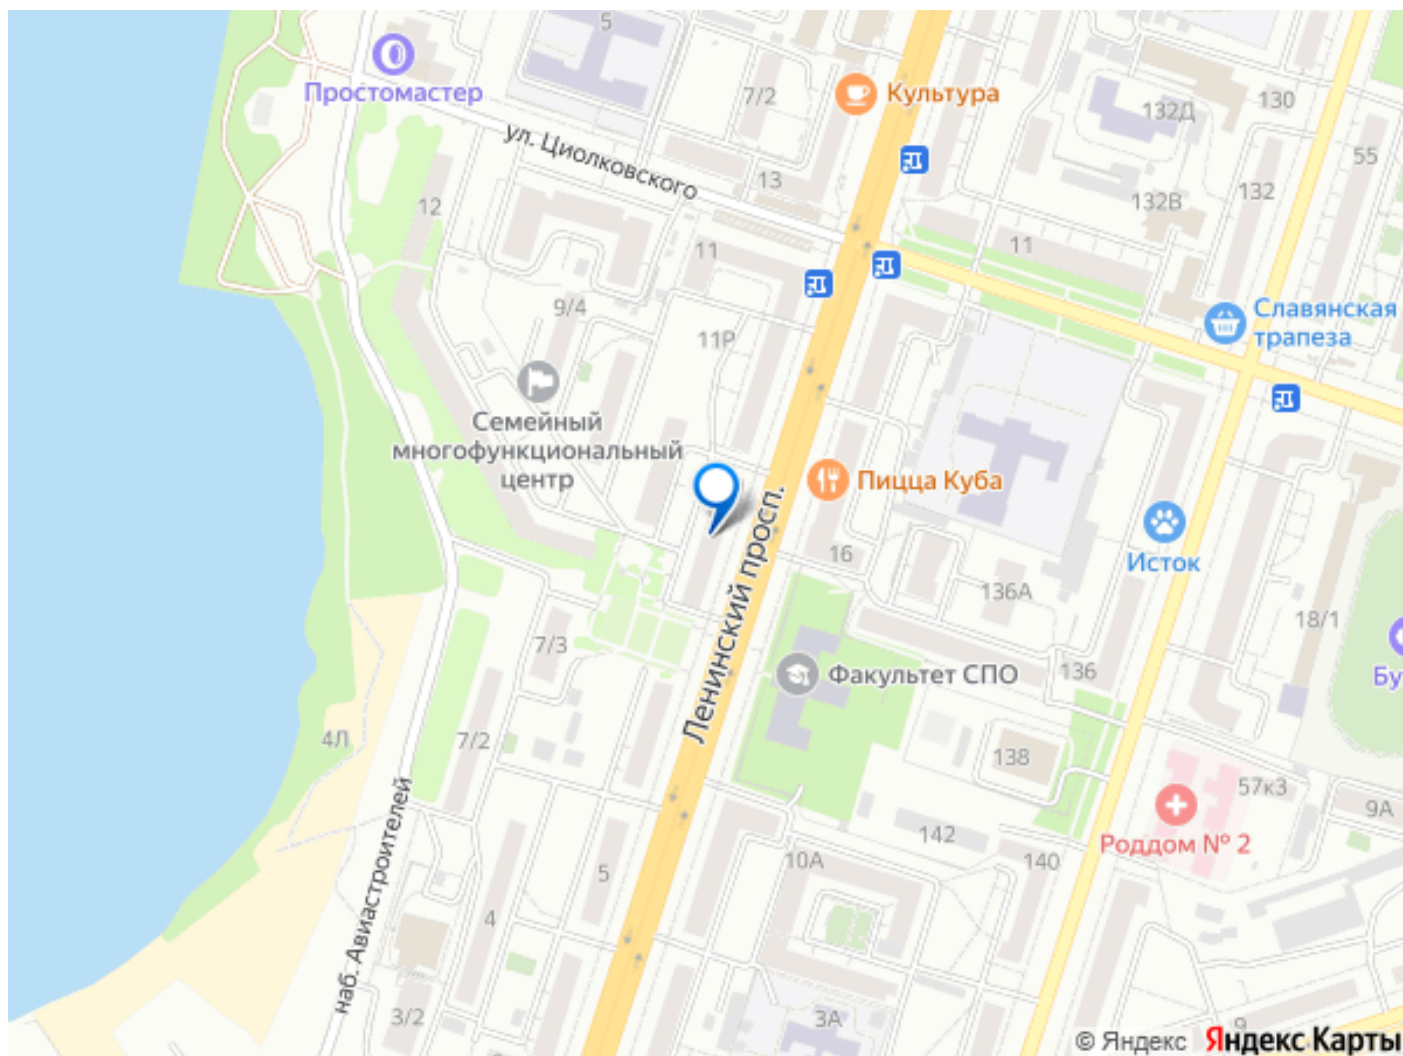 5
Простомастер
7/2
Культура
132Д
130
ул. Циолковского
13
55
12
132В
132
11
11
9/4
11Р
Славянская
трапеза
Семейный
многофункциональный
центр
Пицца Куба
Ленинский просп.
16
Исток
136А
18/1
7/3
Факультет СПО
136
Бу
4Л
7/2
138
57к3
9А
Роддом № 2
142
140
10А
5
4
наб. Авиастроителей
3/2
3А
9
© Яндекс Яндекс Карты